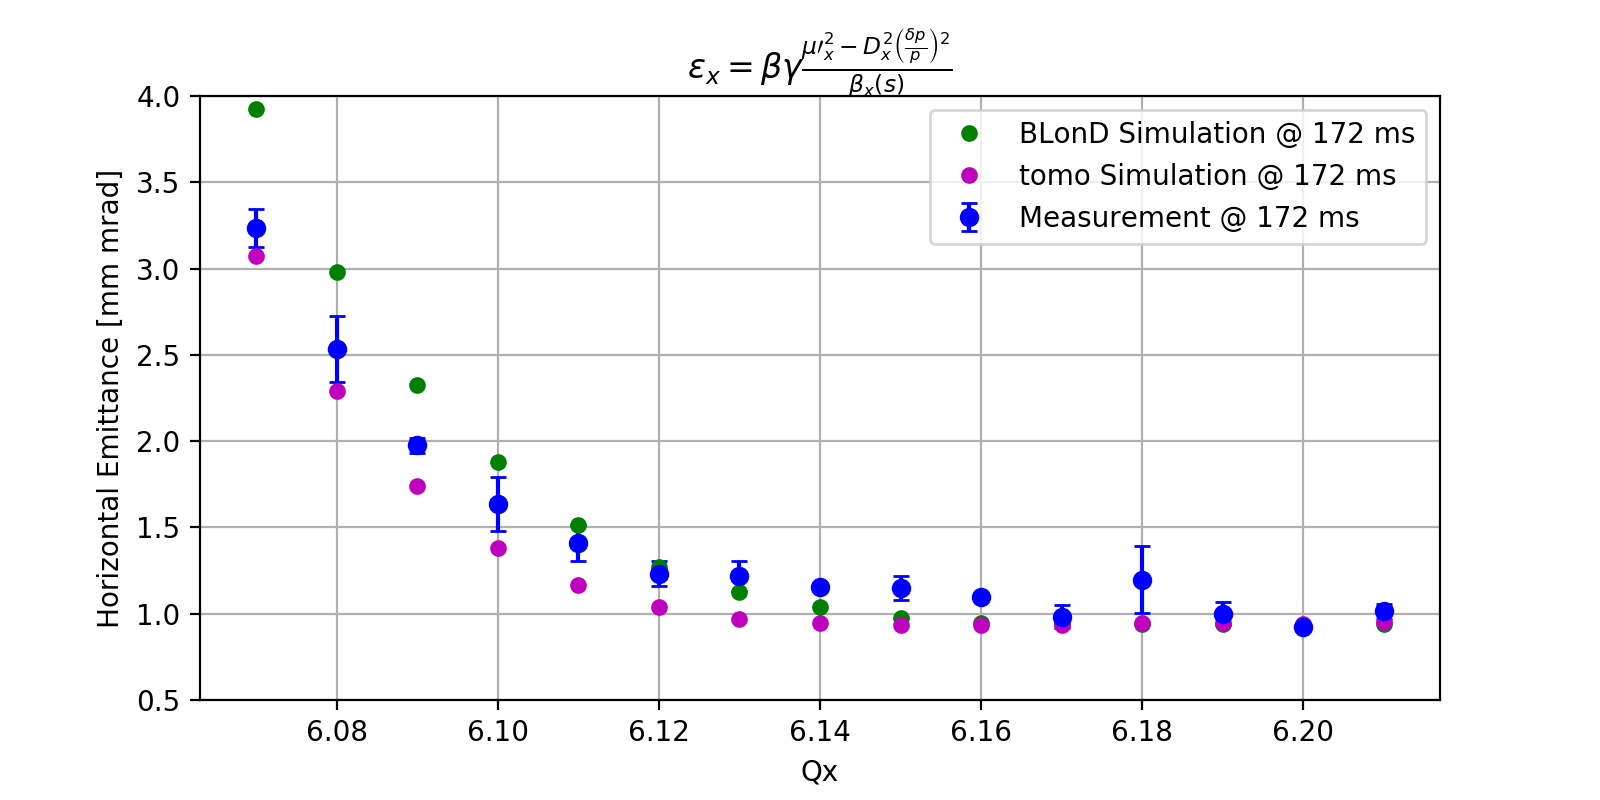 εₓ = βγ (μ′ₓ² − Dₓ²(δp/p)²)/βₓ(s)
4.0
3.5
3.0
2.5
2.0
1.5
1.0
0.5
Horizontal Emittance [mm mrad]
BLonD Simulation @ 172 ms
tomo Simulation @ 172 ms
Measurement @ 172 ms
6.08 6.10 6.12 6.14 6.16 6.18 6.20
Qx